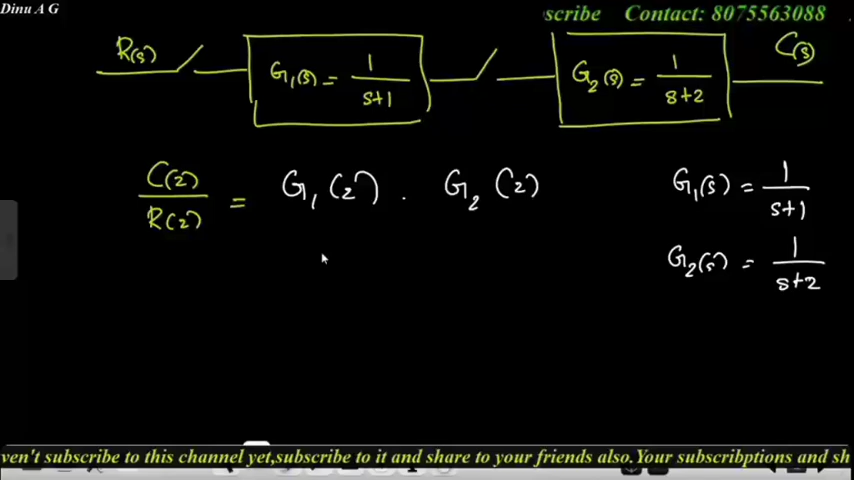 Dinu A G
scribe Contact: 8075563088
R(s) G₁(s) = 1/(s+1) G₂(s) = 1/(s+2) C(s)
C(z)/R(z) = G₁(z) . G₂(z)
G₁(s) = 1/(s+1)
G₂(s) = 1/(s+2)
ven't subscribe to this channel yet,subscribe to it and share to your friends also.Your subscribptions and sh